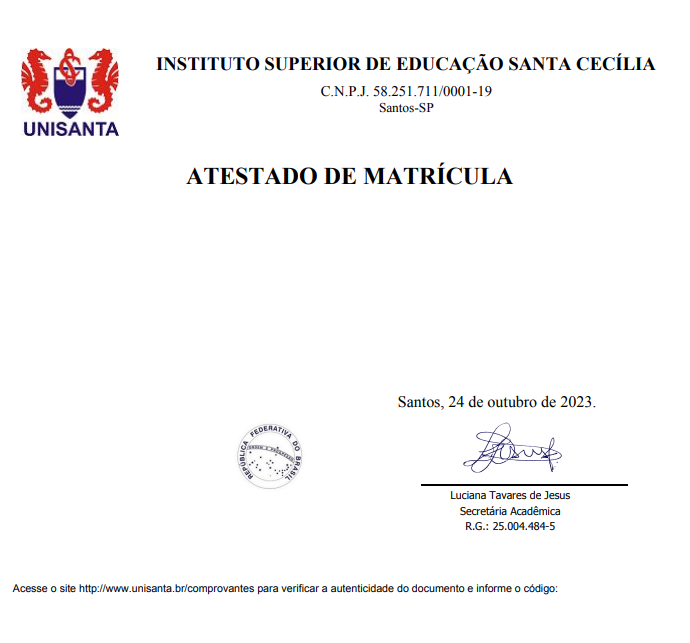 INSTITUTO SUPERIOR DE EDUCAÇÃO SANTA CECÍLIA
C.N.P.J. 58.251.711/0001-19
Santos-SP
UNISANTA
ATESTADO DE MATRÍCULA
Santos, 24 de outubro de 2023.
REPÚBLICA FEDERATIVA DO BRASIL
ORDEM E PROGRESSO
Luciana Tavares de Jesus
Secretária Acadêmica
R.G.: 25.004.484-5
Acesse o site http://www.unisanta.br/comprovantes para verificar a autenticidade do documento e informe o código: